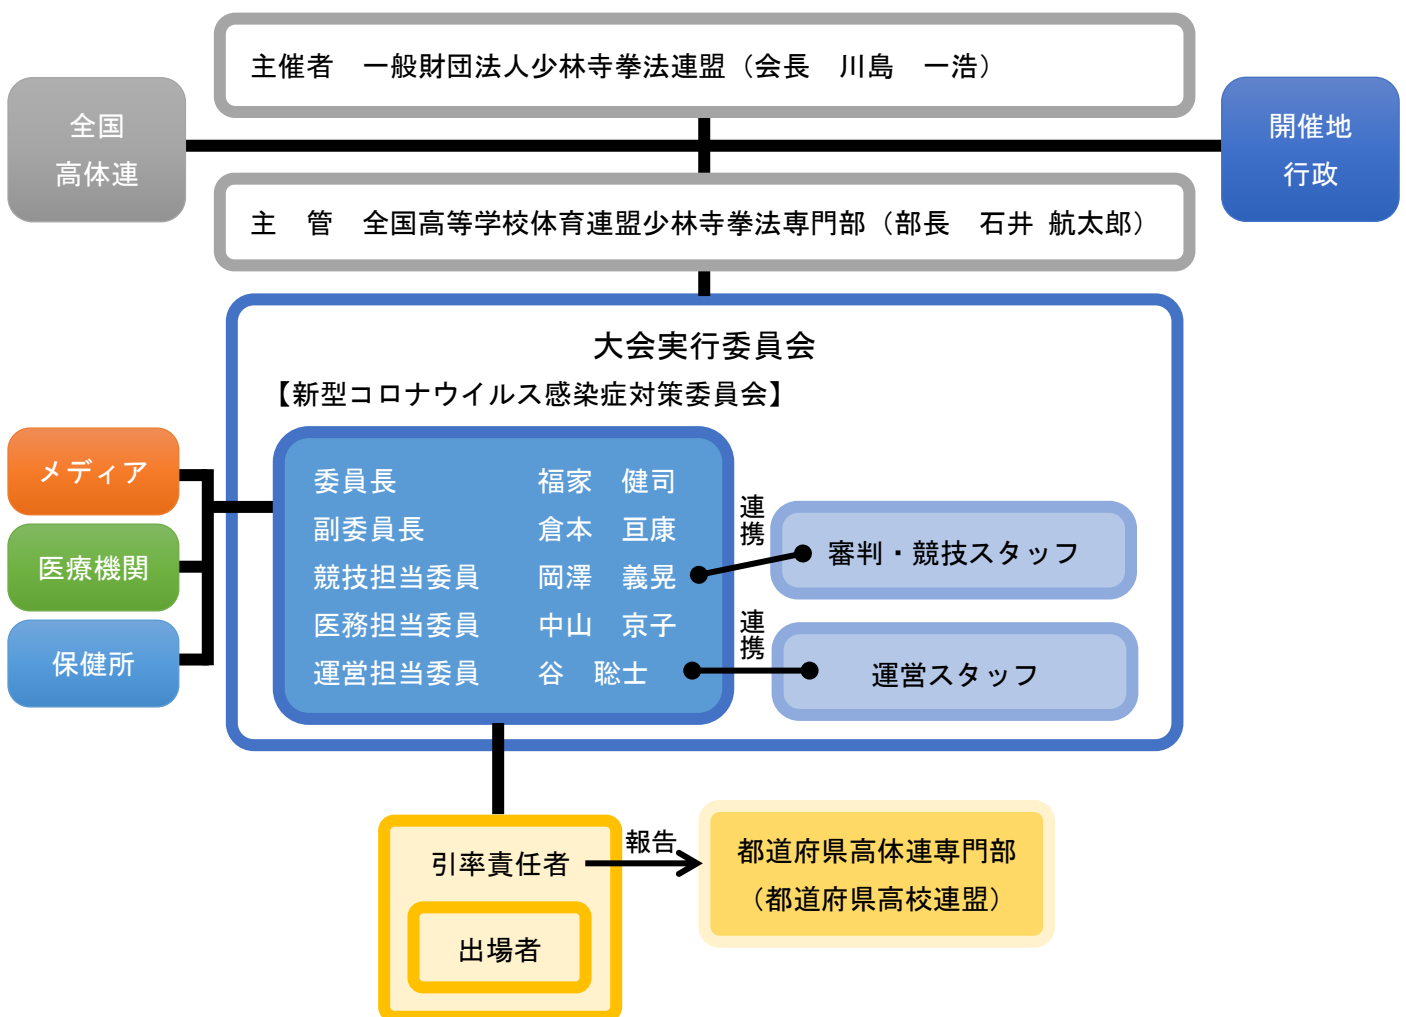 主催者　一般財団法人少林寺拳法連盟（会長　川島　一浩）
全国
高体連
開催地
行政
主　管　全国高等学校体育連盟少林寺拳法専門部（部長　石井 航太郎）
大会実行委員会
【新型コロナウイルス感染症対策委員会】
メディア
医療機関
保健所
委員長　福家　健司
副委員長　倉本　亘康
競技担当委員　岡澤　義晃
医務担当委員　中山　京子
運営担当委員　谷　聡士
連携
審判・競技スタッフ
連携
運営スタッフ
引率責任者
報告
出場者
都道府県高体連専門部
（都道府県高校連盟）